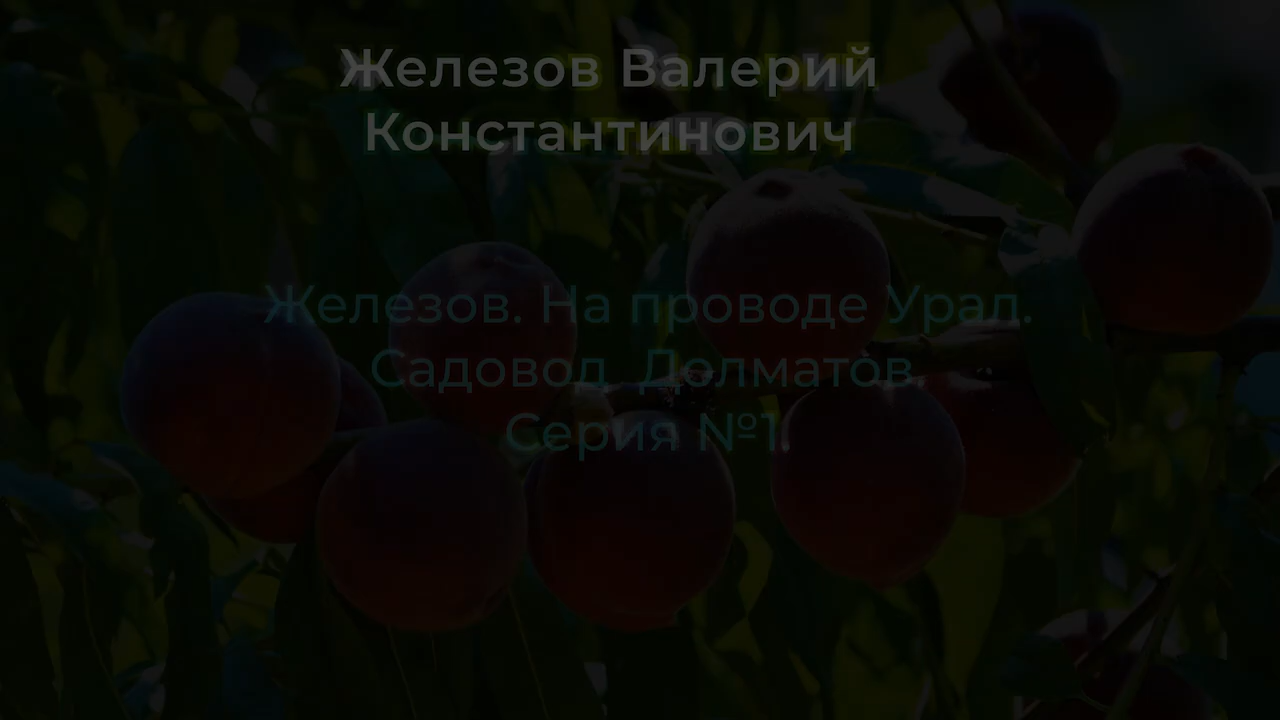 Железов Валерий
Константинович
Железов. На проводе Урал.
Садовод Долматов
Серия №1.